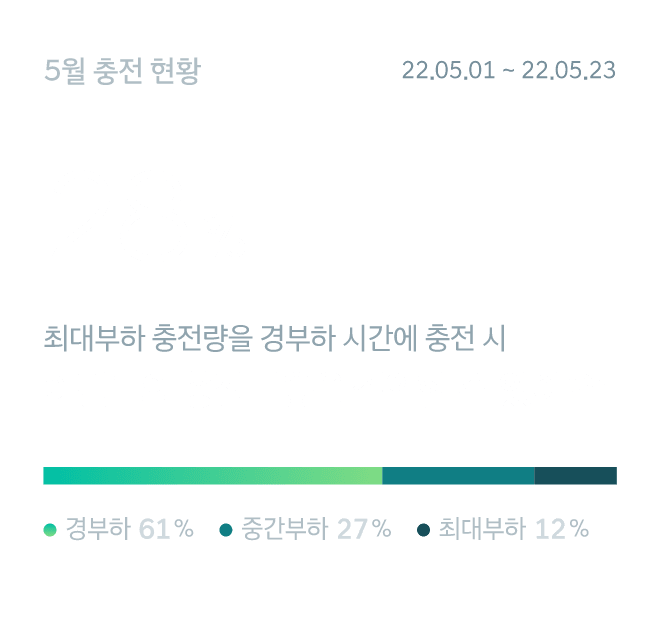 5월 충전 현황 22.05.01 ~ 22.05.23
최대부하 충전량을 경부하 시간에 충전 시
경부하 61% 중간부하 27% 최대부하 12%